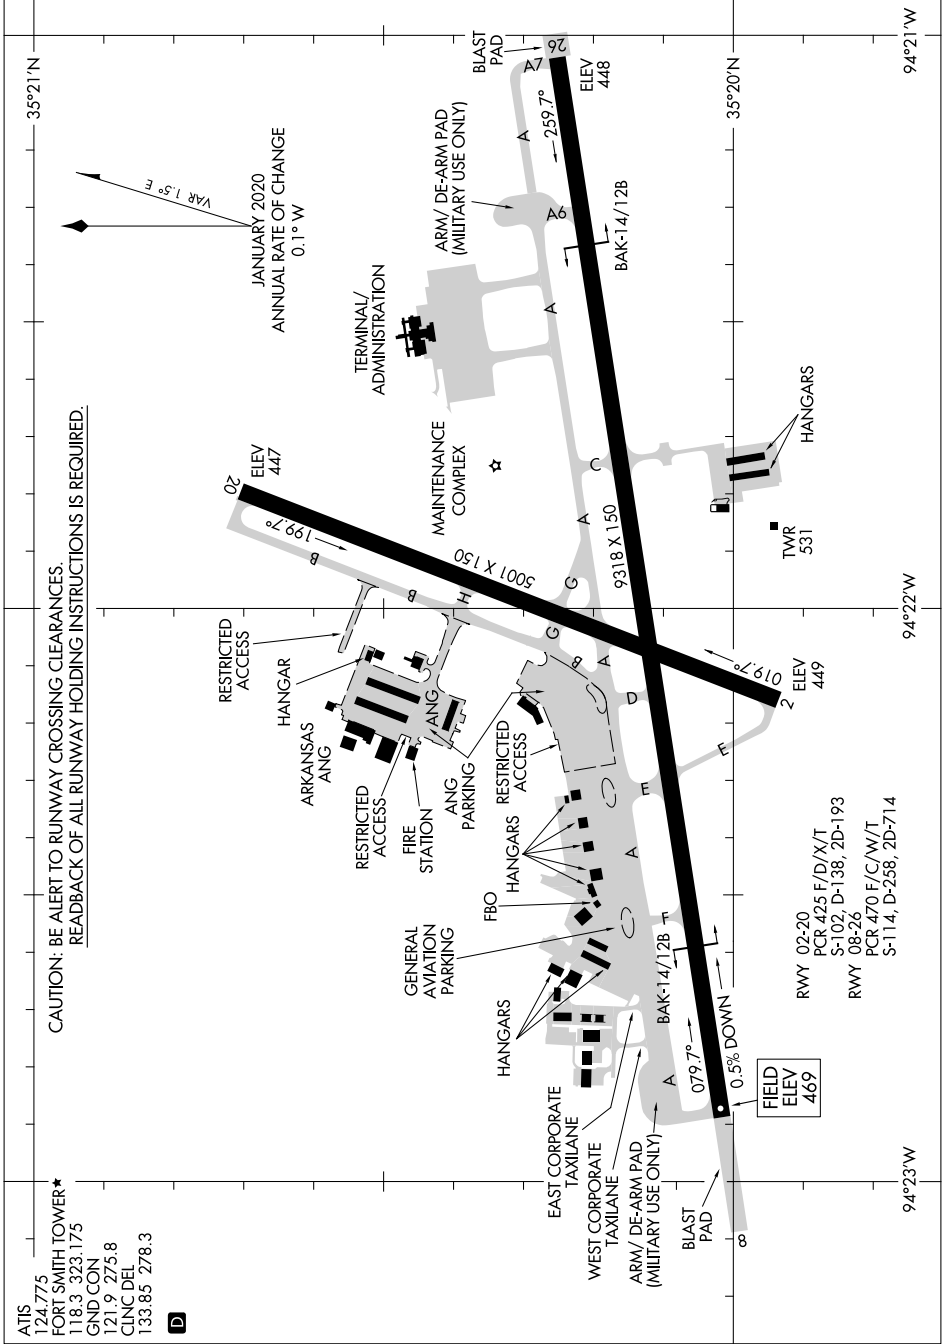 ATIS
124.775
FORT SMITH TOWER★
118.3 323.175
GND CON
121.9 275.8
CLNC DEL
133.85 278.3
D
CAUTION: BE ALERT TO RUNWAY CROSSING CLEARANCES.
READBACK OF ALL RUNWAY HOLDING INSTRUCTIONS IS REQUIRED.
35°21'N
VAR 1.5° E
JANUARY 2020
ANNUAL RATE OF CHANGE
0.1° W
20
ELEV
447
199.7°
B
RESTRICTED
ACCESS
HANGAR
ARKANSAS
ANG
RESTRICTED
ACCESS
FIRE
STATION
ANG
ANG
PARKING
RESTRICTED
ACCESS
B
H
5001 X 150
MAINTENANCE
COMPLEX
TERMINAL/
ADMINISTRATION
ARM/ DE-ARM PAD
(MILITARY USE ONLY)
BLAST
PAD
26
A7
ELEV
448
A
259.7°
A6
BAK-14/12B
A
C
A
G
G
B
A
D
9318 X 150
HANGARS
TWR
531
019.7°
2
ELEV
449
E
E
A
HANGARS
FBO
GENERAL
AVIATION
PARKING
HANGARS
F
BAK-14/12B
EAST CORPORATE
TAXILANE
WEST CORPORATE
TAXILANE
ARM/ DE-ARM PAD
(MILITARY USE ONLY)
A
079.7°
0.5% DOWN
FIELD
ELEV
469
BLAST
PAD
8
RWY 02-20
PCR 425 F/D/X/T
S-102, D-138, 2D-193
RWY 08-26
PCR 470 F/C/W/T
S-114, D-258, 2D-714
35°20'N
94°23'W
94°22'W
94°21'W